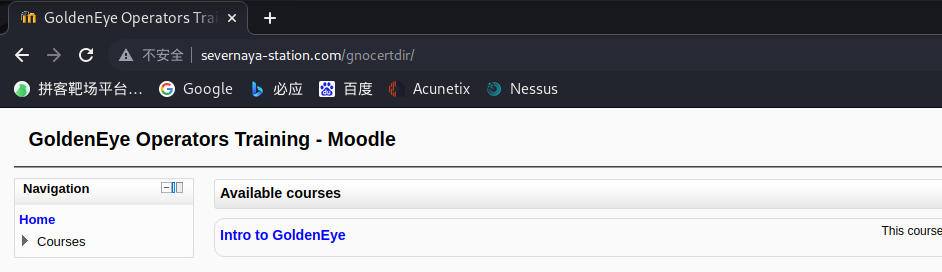 GoldenEye Operators Trai
不安全 severnaya-station.com/gnocertdir/
拼客靶场平台... Google 必应 百度 Acunetix Nessus
GoldenEye Operators Training - Moodle
Navigation
Available courses
Home
Intro to GoldenEye
This course
Courses